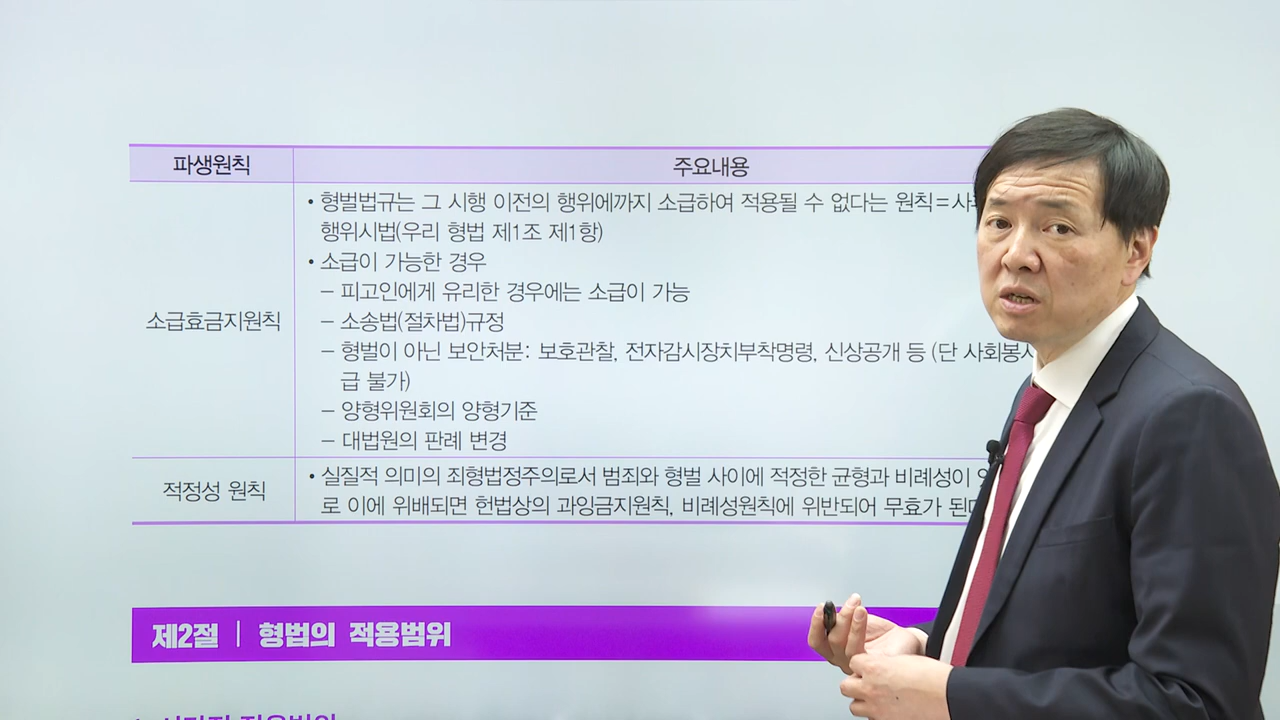 파생원칙
주요내용
소급효금지원칙
• 형벌법규는 그 시행 이전의 행위에까지 소급하여 적용될 수 없다는 원칙=
행위시법(우리 형법 제1조 제1항)
• 소급이 가능한 경우
– 피고인에게 유리한 경우에는 소급이 가능
– 소송법(절차법)규정
– 형벌이 아닌 보안처분: 보호관찰, 전자감시장치부착명령, 신상공개 등 (단
급 불가)
– 양형위원회의 양형기준
– 대법원의 판례 변경
적정성 원칙
• 실질적 의미의 죄형법정주의로서 범죄와 형벌 사이에 적정한 균형과 비례성이
로 이에 위배되면 헌법상의 과잉금지원칙, 비례성원칙에 위반되어 무효가
제2절 | 형법의 적용범위